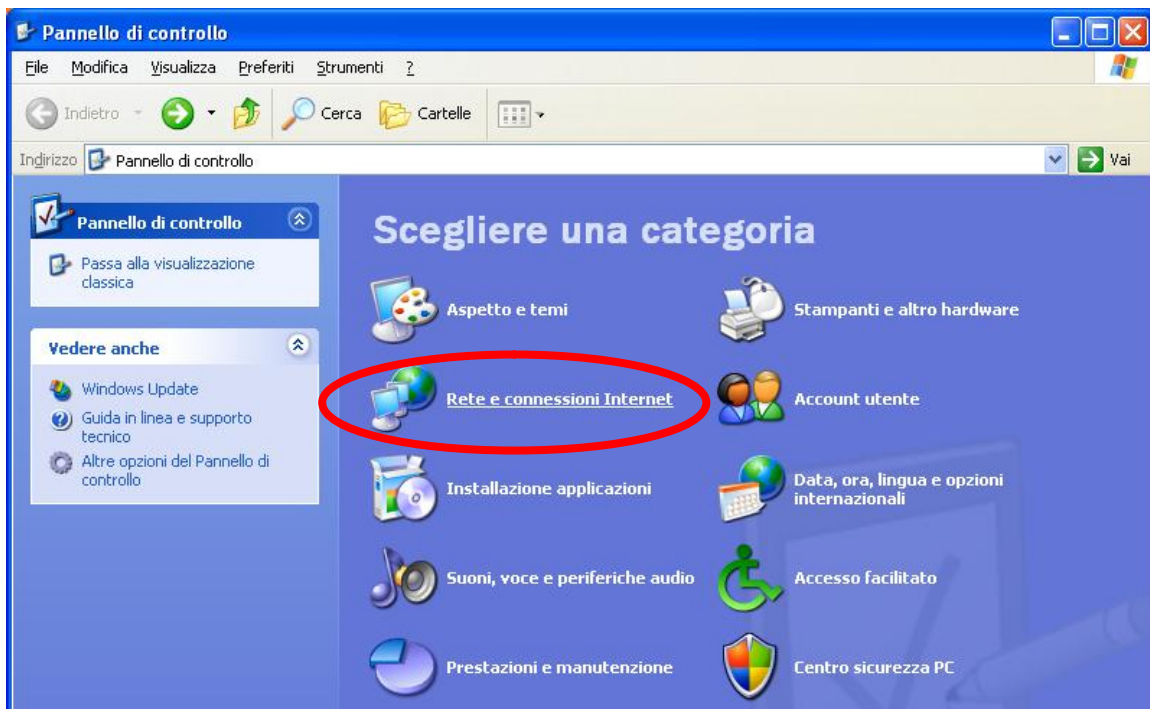 Pannello di controllo
File Modifica Visualizza Preferiti Strumenti ?
Indietro Cerca Cartelle
Indirizzo Pannello di controllo Vai
Pannello di controllo
Passa alla visualizzazione
classica
Vedere anche
Windows Update
Guida in linea e supporto
tecnico
Altre opzioni del Pannello di
controllo
Scegliere una categoria
Aspetto e temi
Stampanti e altro hardware
Rete e connessioni Internet
Account utente
Installazione applicazioni
Data, ora, lingua e opzioni
internazionali
Suoni, voce e periferiche audio
Accesso facilitato
Prestazioni e manutenzione
Centro sicurezza PC